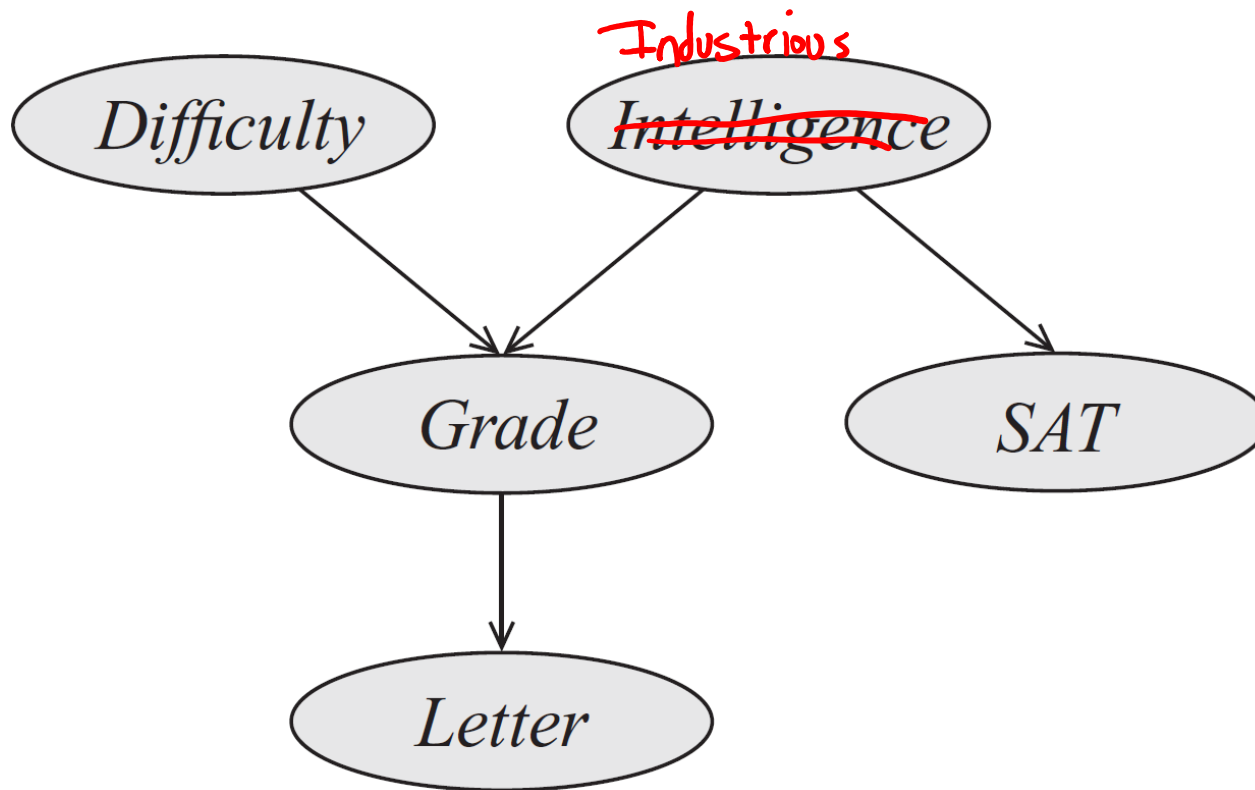 Industrious
Difficulty
Intelligence
Grade
SAT
Letter